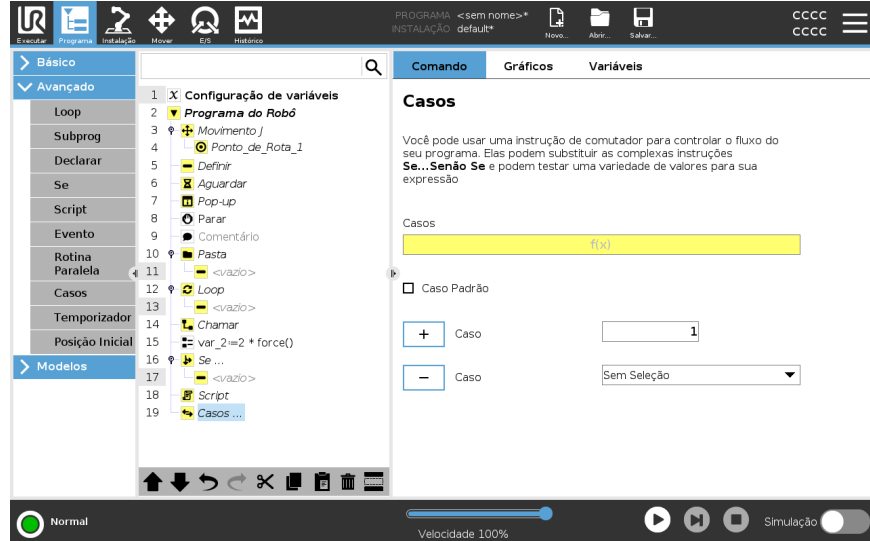 UR
Executar
Programa
Instalação
Mover
E/S
Histórico
PROGRAMA <sem nome>*
INSTALAÇÃO default*
Novo...
Abrir...
Salvar...
CCCC
CCCC
Básico
Avançado
Loop
Subprog
Declarar
Se
Script
Evento
Rotina
Paralela
Casos
Temporizador
Posição Inicial
Modelos
1 X Configuração de variáveis
2 Programa do Robô
3 Movimento J
4 Ponto_de_Rota_1
5 Definir
6 Aguardar
7 Pop-up
8 Parar
9 Comentário
10 Pasta
11 <vazio>
12 Loop
13 <vazio>
14 Chamar
15 var_2:=2 * force()
16 Se ...
17 <vazio>
18 Script
19 Casos ...
Comando Gráficos Variáveis
Casos
Você pode usar uma instrução de comutador para controlar o fluxo do
seu programa. Elas podem substituir as complexas instruções
Se...Senão Se e podem testar uma variedade de valores para sua
expressão
Casos
f(x)
Caso Padrão
+ Caso 1
− Caso Sem Seleção
Normal
Velocidade 100%
Simulação